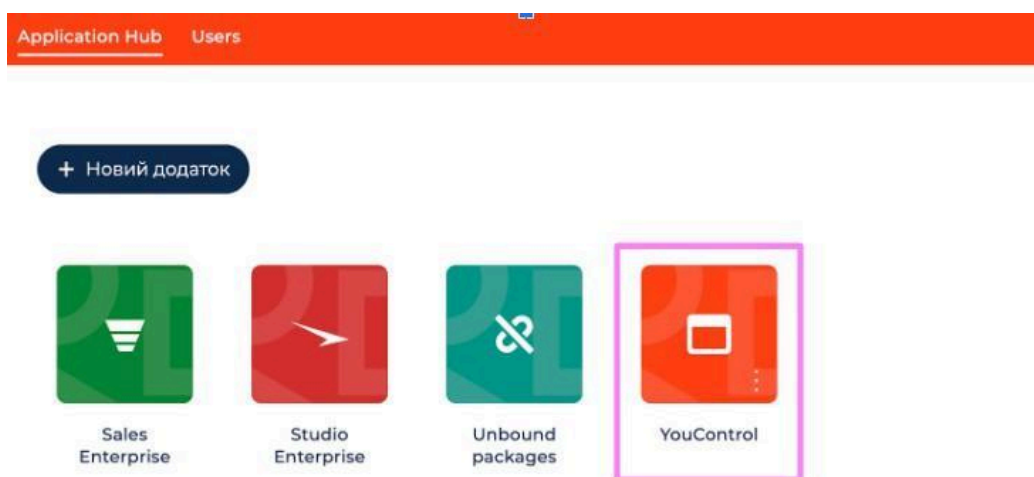 Application Hub Users
+ Новий додаток
Sales
Enterprise
Studio
Enterprise
Unbound
packages
YouControl